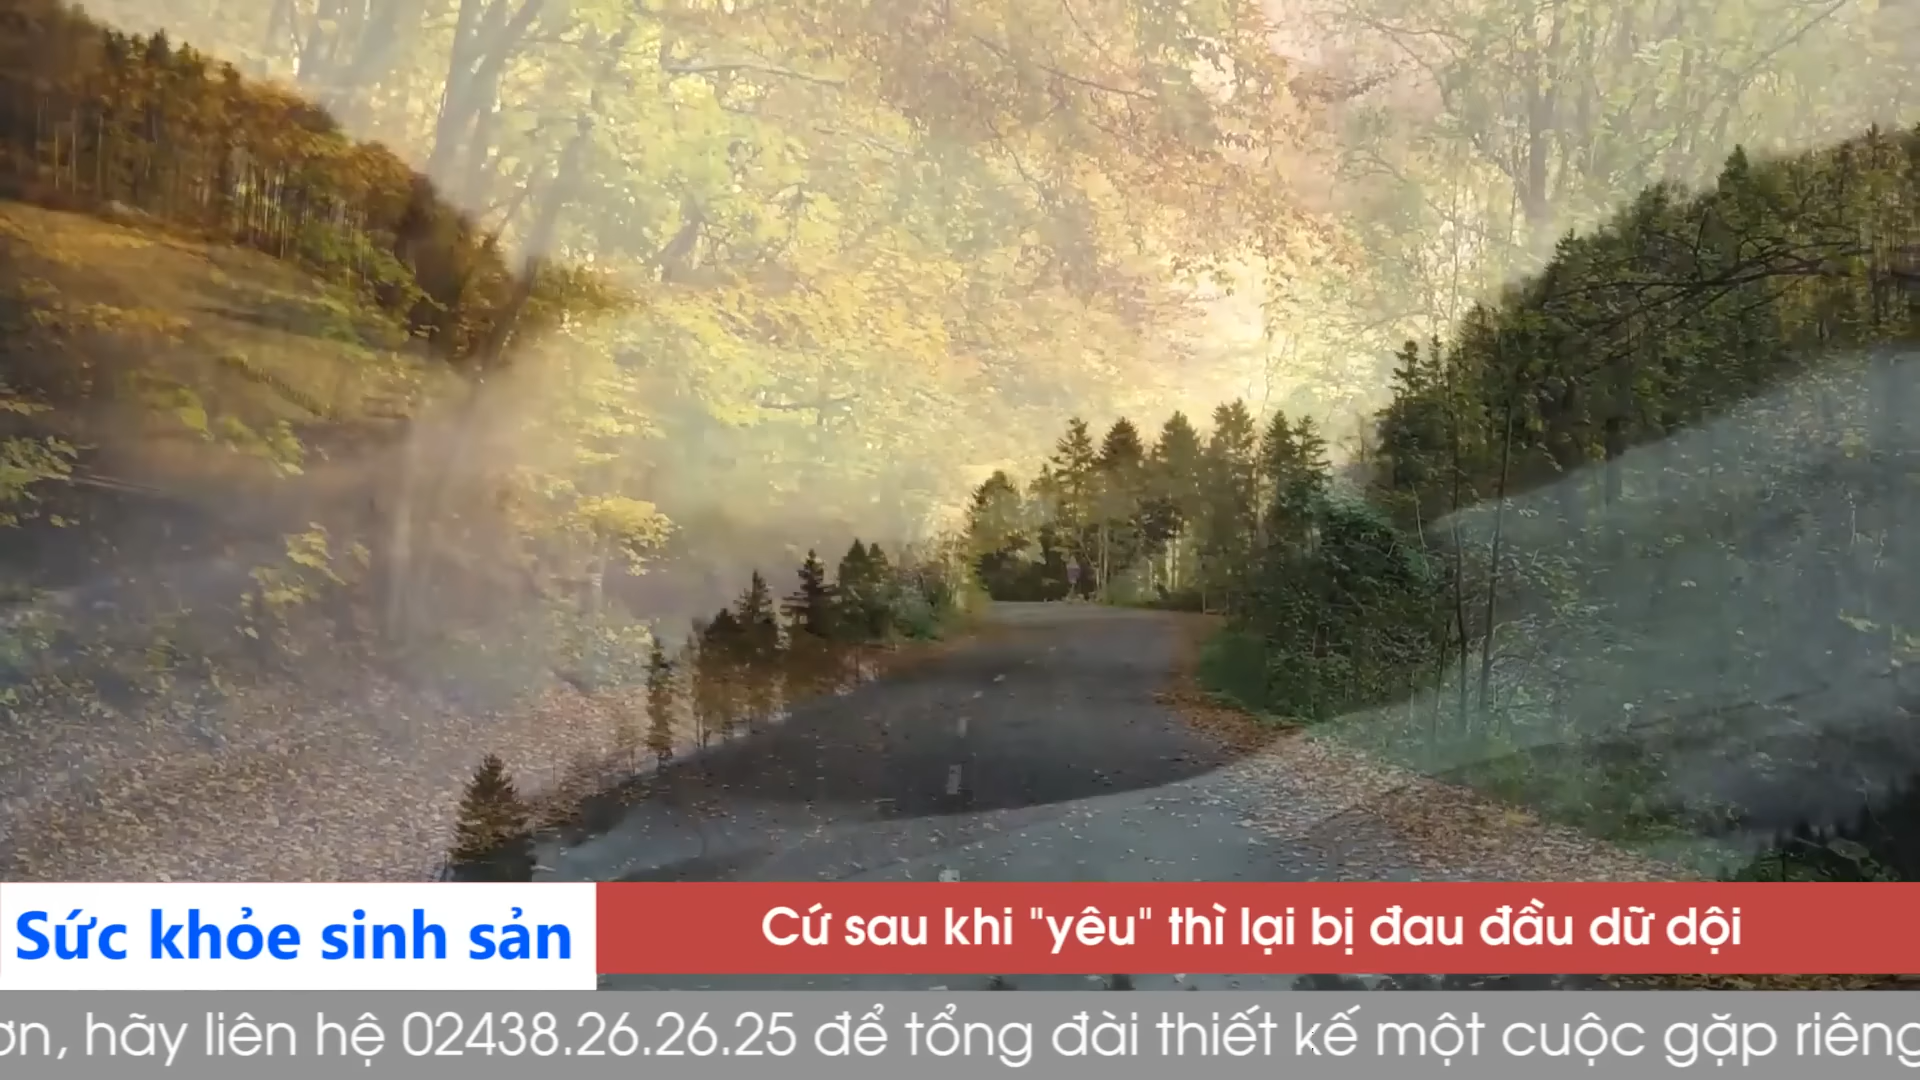 Sức khỏe sinh sản
Cứ sau khi "yêu" thì lại bị đau đầu dữ dội
hãy liên hệ 02438.26.26.25 để tổng đài thiết kế một cuộc gặp riêng